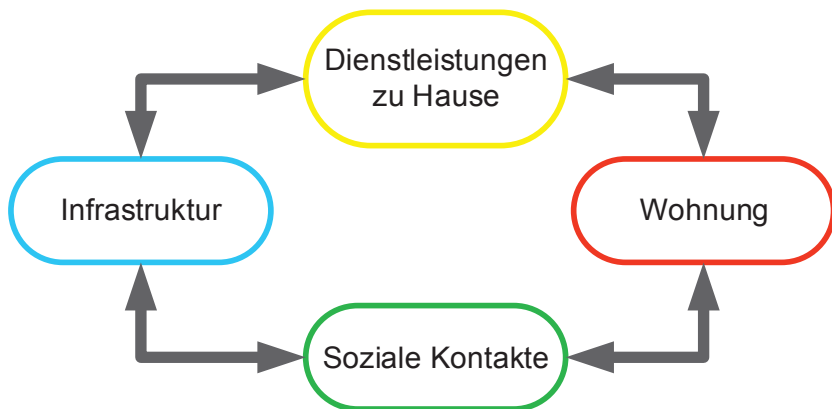 Dienstleistungen
zu Hause
Infrastruktur
Wohnung
Soziale Kontakte